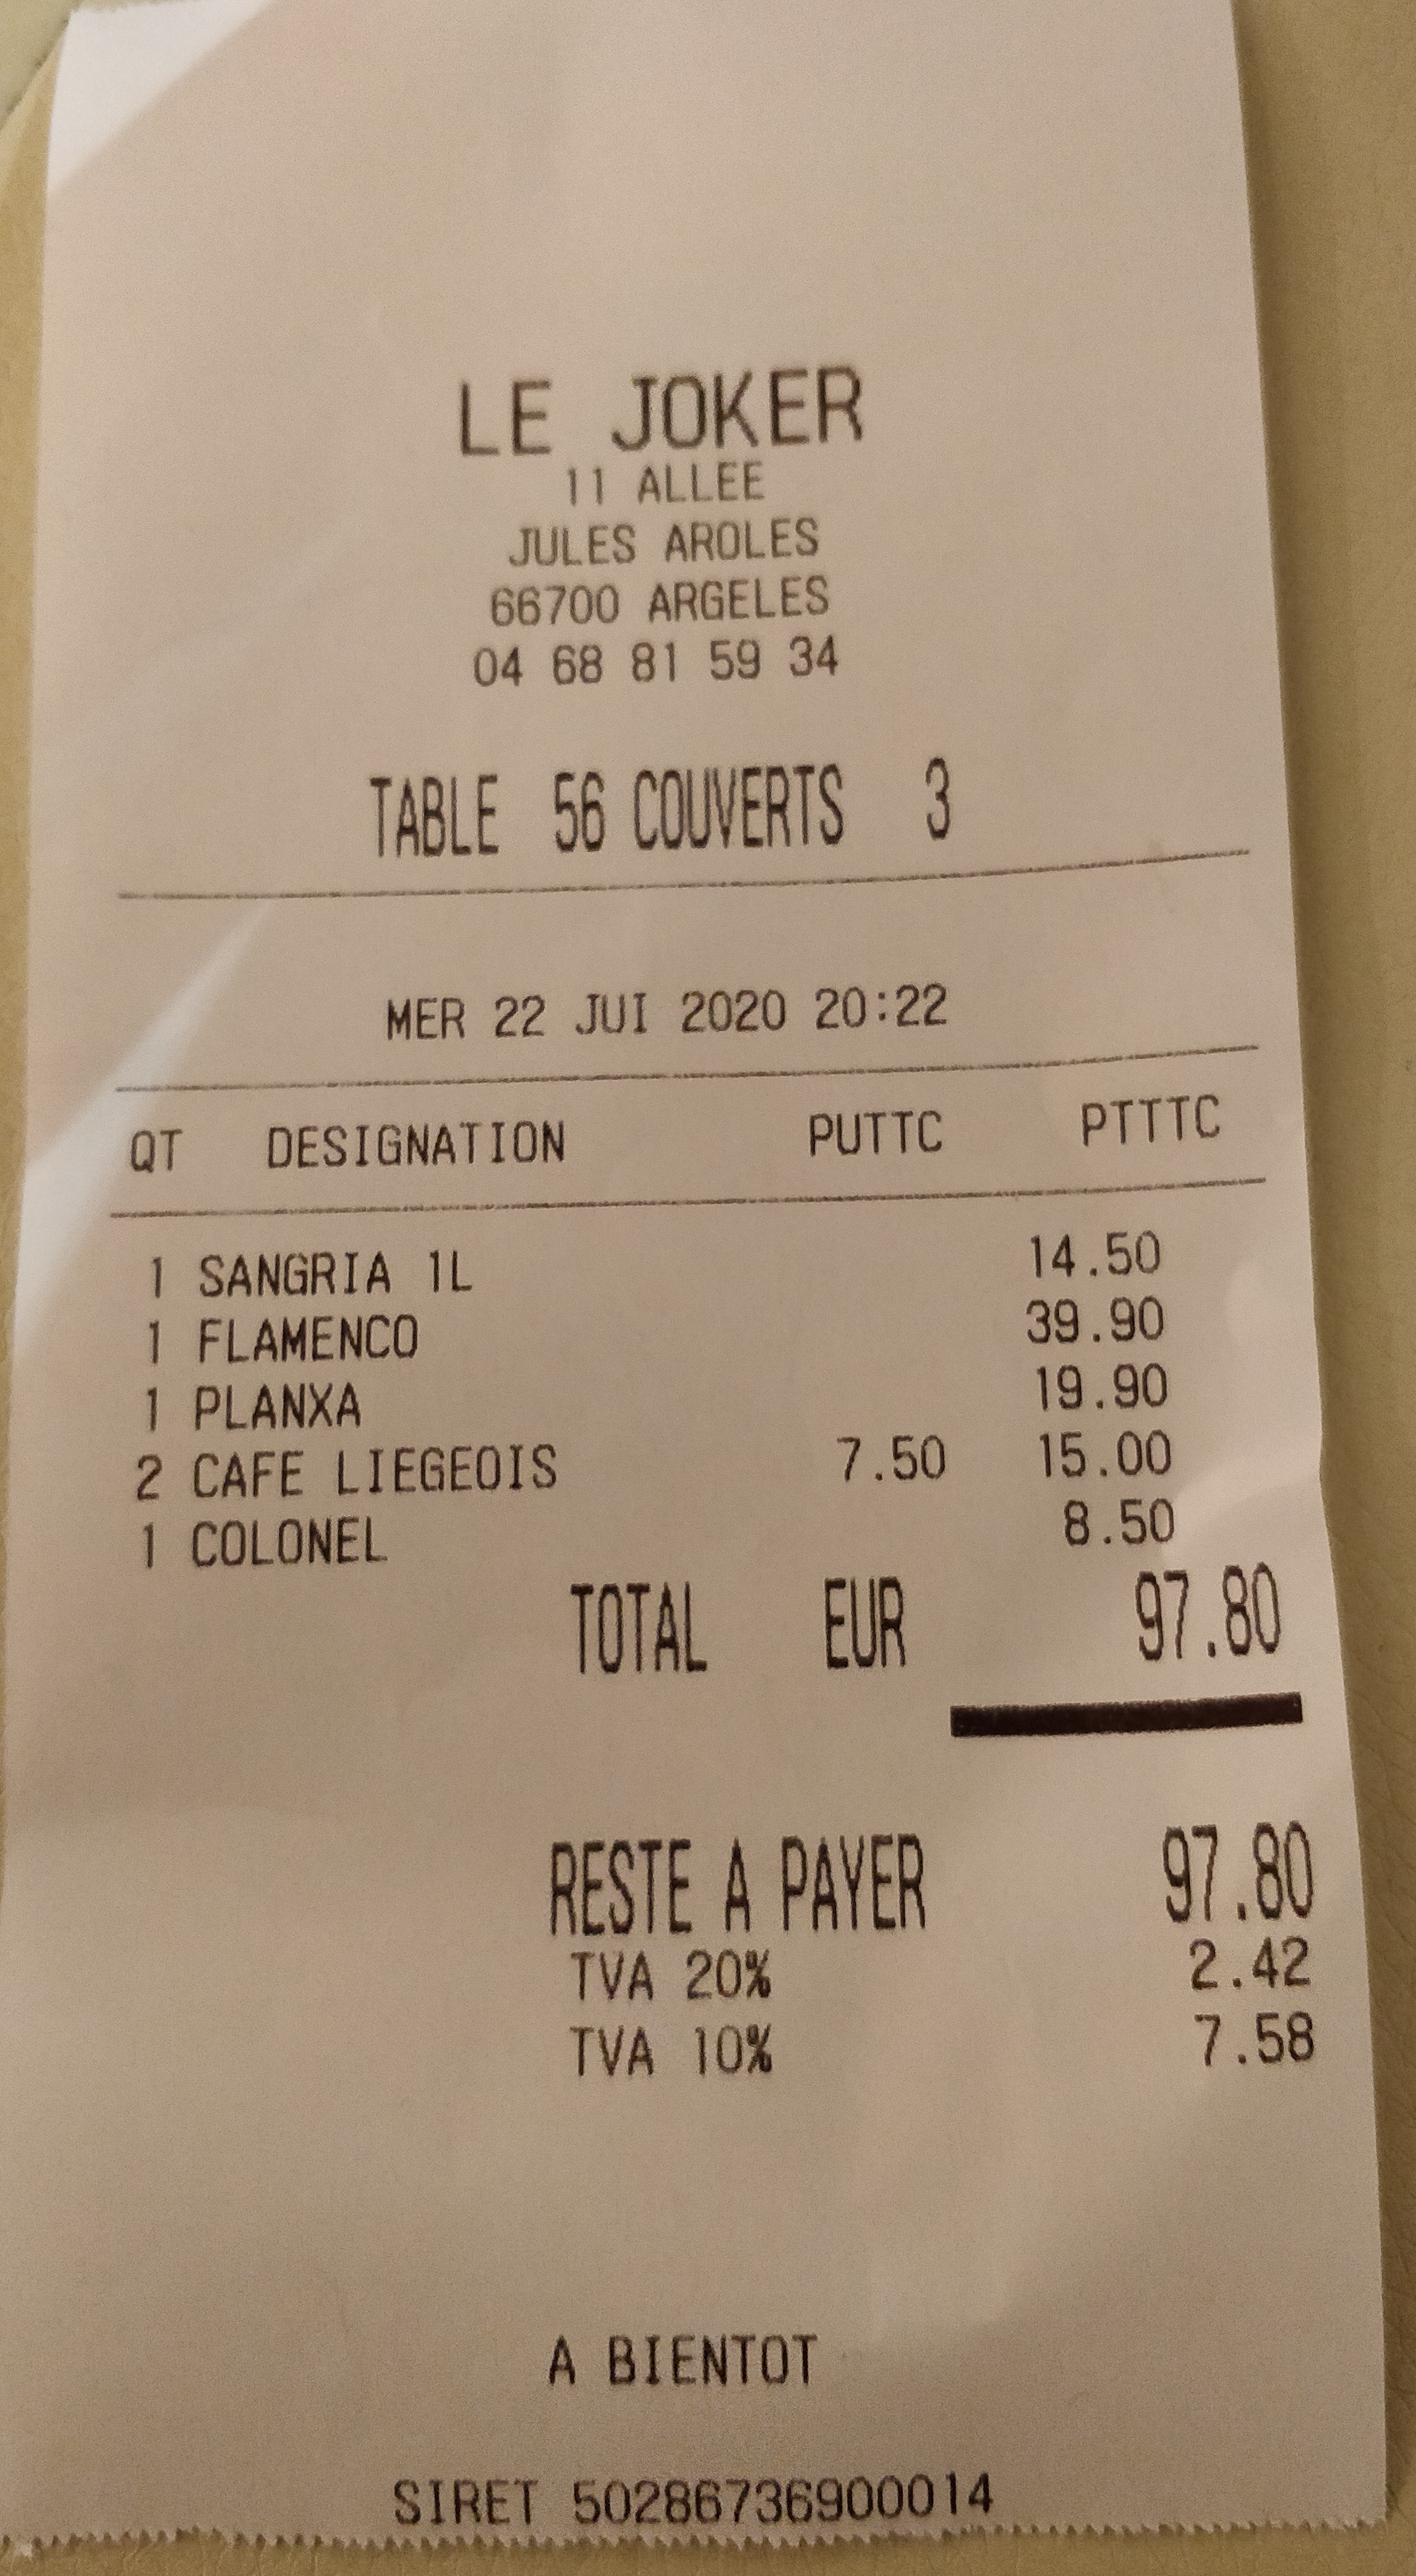 LE JOKER
11 ALLEE
JULES AROLES
66700 ARGELES
04 68 81 59 34
TABLE 56 COUVERTS 3
MER 22 JUI 2020 20:22
QT DESIGNATION PUTTC PTTTC
1 SANGRIA 1L 14.50
1 FLAMENCO 39.90
1 PLANXA 19.90
2 CAFE LIEGEOIS 7.50 15.00
1 COLONEL 8.50
TOTAL EUR 97.80
RESTE A PAYER 97.80
TVA 20% 2.42
TVA 10% 7.58
A BIENTOT
SIRET 50286736900014